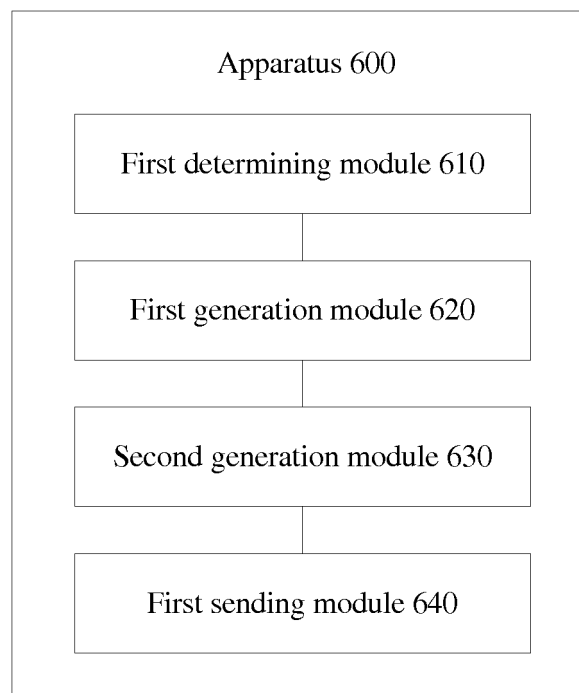 Apparatus 600
First determining module 610
First generation module 620
Second generation module 630
First sending module 640